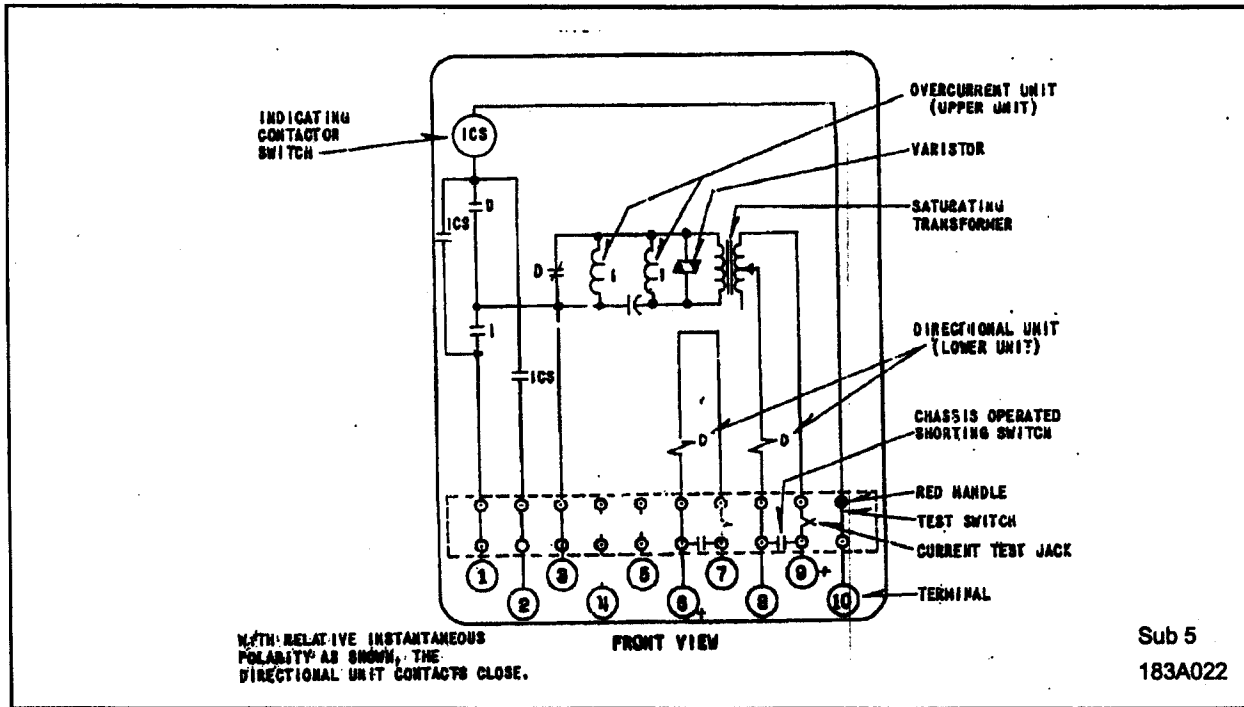 OVERCURRENT UNIT
(UPPER UNIT)
INDICATING
CONTACTOR
SWITCH
ICS
VARISTOR
D
ICS
SATURATING
TRANSFORMER
D
I
I
I
DIRECTIONAL UNIT
(LOWER UNIT)
ICS
CHASSIS OPERATED
SHORTING SWITCH
D
D
RED HANDLE
TEST SWITCH
CURRENT TEST JACK
1
3
5
7
9
+
2
4
6
+
8
10
TERMINAL
WITH RELATIVE INSTANTANEOUS
POLARITY AS SHOWN, THE
DIRECTIONAL UNIT CONTACTS CLOSE.
FRONT VIEW
Sub 5
183A022